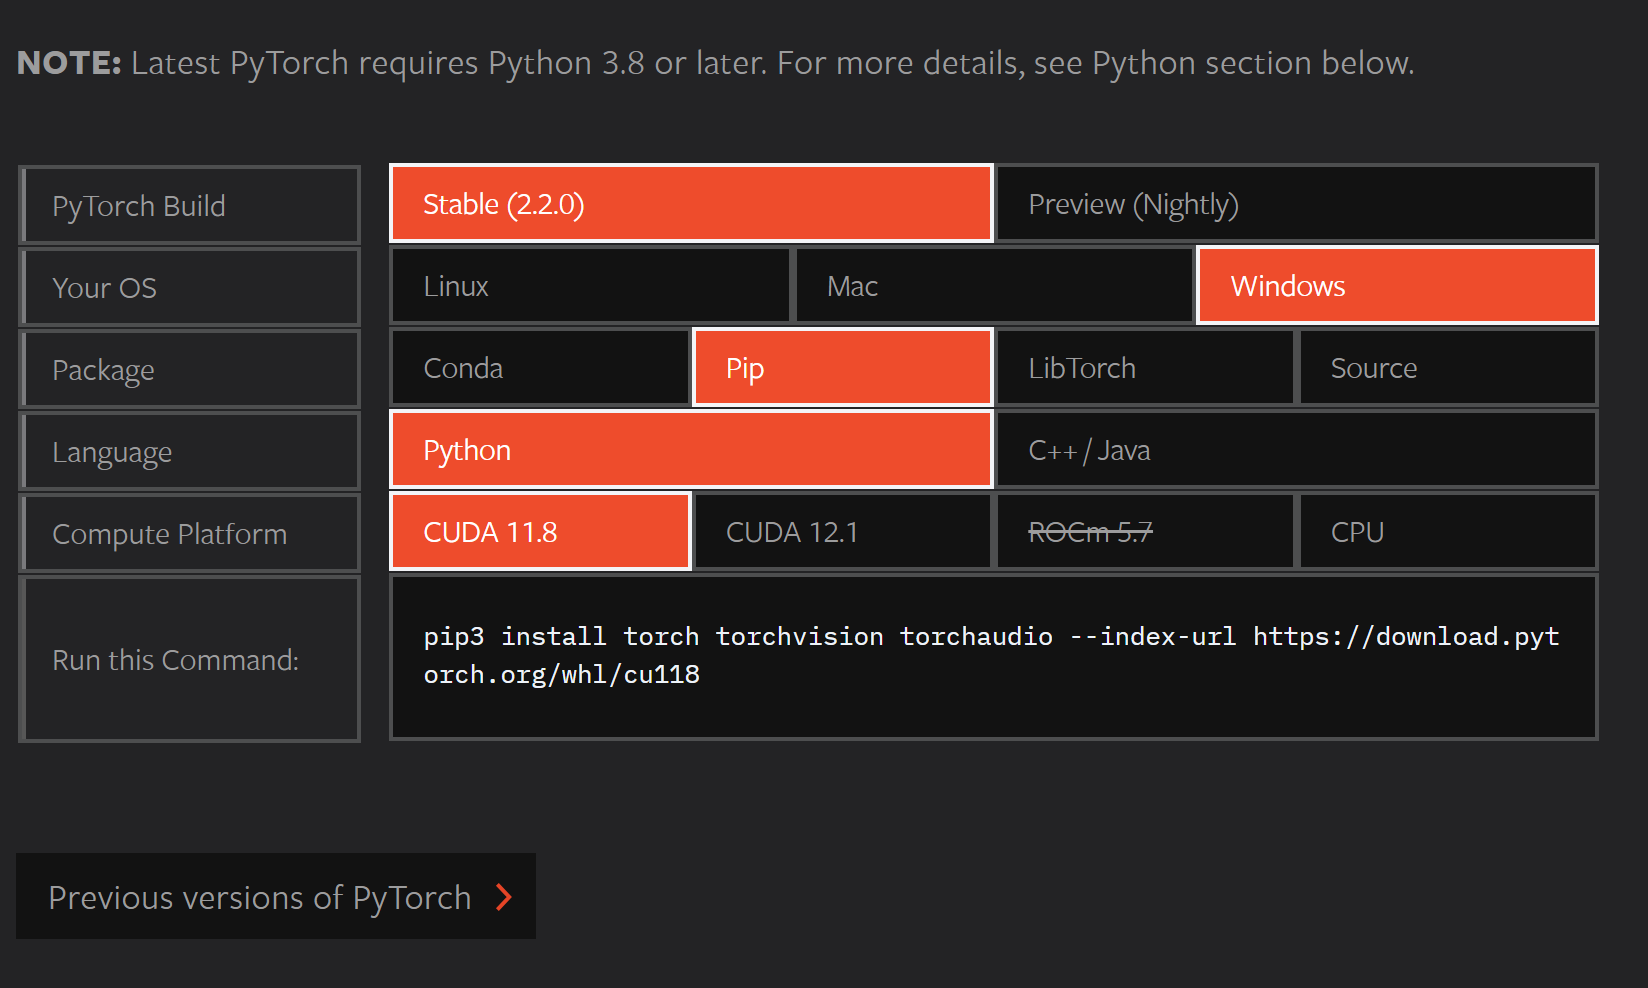 NOTE: Latest PyTorch requires Python 3.8 or later. For more details, see Python section below.
PyTorch Build
Stable (2.2.0)
Preview (Nightly)
Your OS
Linux
Mac
Windows
Package
Conda
Pip
LibTorch
Source
Language
Python
C++ / Java
Compute Platform
CUDA 11.8
CUDA 12.1
ROCm 5.7
CPU
Run this Command:
pip3 install torch torchvision torchaudio --index-url https://download.pyt
orch.org/whl/cu118
Previous versions of PyTorch